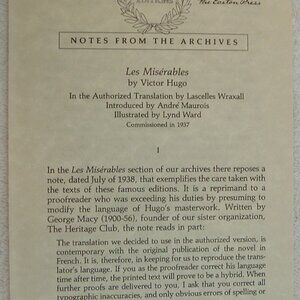 EDITIONS
The Easton Press
NOTES FROM THE ARCHIVES
Les Misérables
by Victor Hugo
In the Authorized Translation by Lascelles Wraxall
Introduced by André Maurois
Illustrated by Lynd Ward
Commissioned in 1937
I
In the Les Misérables section of our archives there reposes a
note, dated July of 1938, that exemplifies the care taken with
the texts of these famous editions. It is a reprimand to a
proofreader who was exceeding his duties by presuming to
modify the language of Hugo's masterwork. Written by
George Macy (1900-56), founder of our sister organization,
The Heritage Club, the note reads in part:
The translation we decided to use in the authorized version, is
contemporary with the original publication of the novel in
French. It is, therefore, in keeping for us to reproduce the trans-
lator's language. If you as the proofreader correct his language
time after time, the printed text will prove to be a hybrid. When
further proofs are delivered to you, I ask that you correct all
typographic inaccuracies, and only obvious errors of spelling or